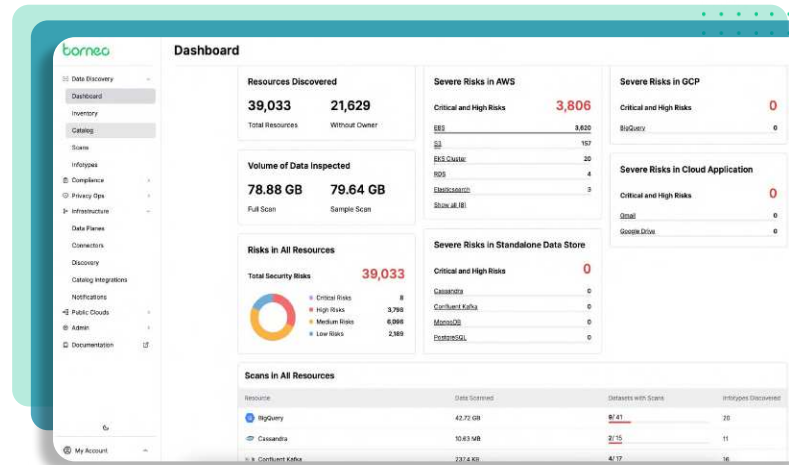 borneo
Dashboard
Data Discovery
Dashboard
Inventory
Catalog
Scans
Infotypes
Compliance
Privacy Ops
Infrastructure
Data Planes
Connectors
Discovery
Catalog Integrations
Notifications
Public Clouds
Admin
Documentation
My Account
Resources Discovered
39,033 21,629
Total Resources Without Owner
Volume of Data Inspected
78.88 GB 79.64 GB
Full Scan Sample Scan
Risks in All Resources
Total Security Risks 39,033
Critical Risks 8
High Risks 3,798
Medium Risks
Low Risks 2,189
Severe Risks in AWS
Critical and High Risks 3,806
EBS 3,620
S3 157
EKS Cluster 20
RDS 4
Elasticsearch 3
Show all (8)
Severe Risks in Standalone Data Store
Critical and High Risks 0
Cassandra 0
Confluent Kafka 0
MongoDB 0
PostgreSQL 0
Severe Risks in GCP
Critical and High Risks 0
BigQuery 0
Severe Risks in Cloud Application
Critical and High Risks 0
Gmail 0
Google Drive 0
Scans in All Resources
Resource Data Scanned Datasets with Scans Infotypes Discovered
BigQuery 42.72 GB 9/ 41 20
Cassandra 10.63 MB 2/ 15 11
Confluent Kafka 237.4 KB 4/ 17 16